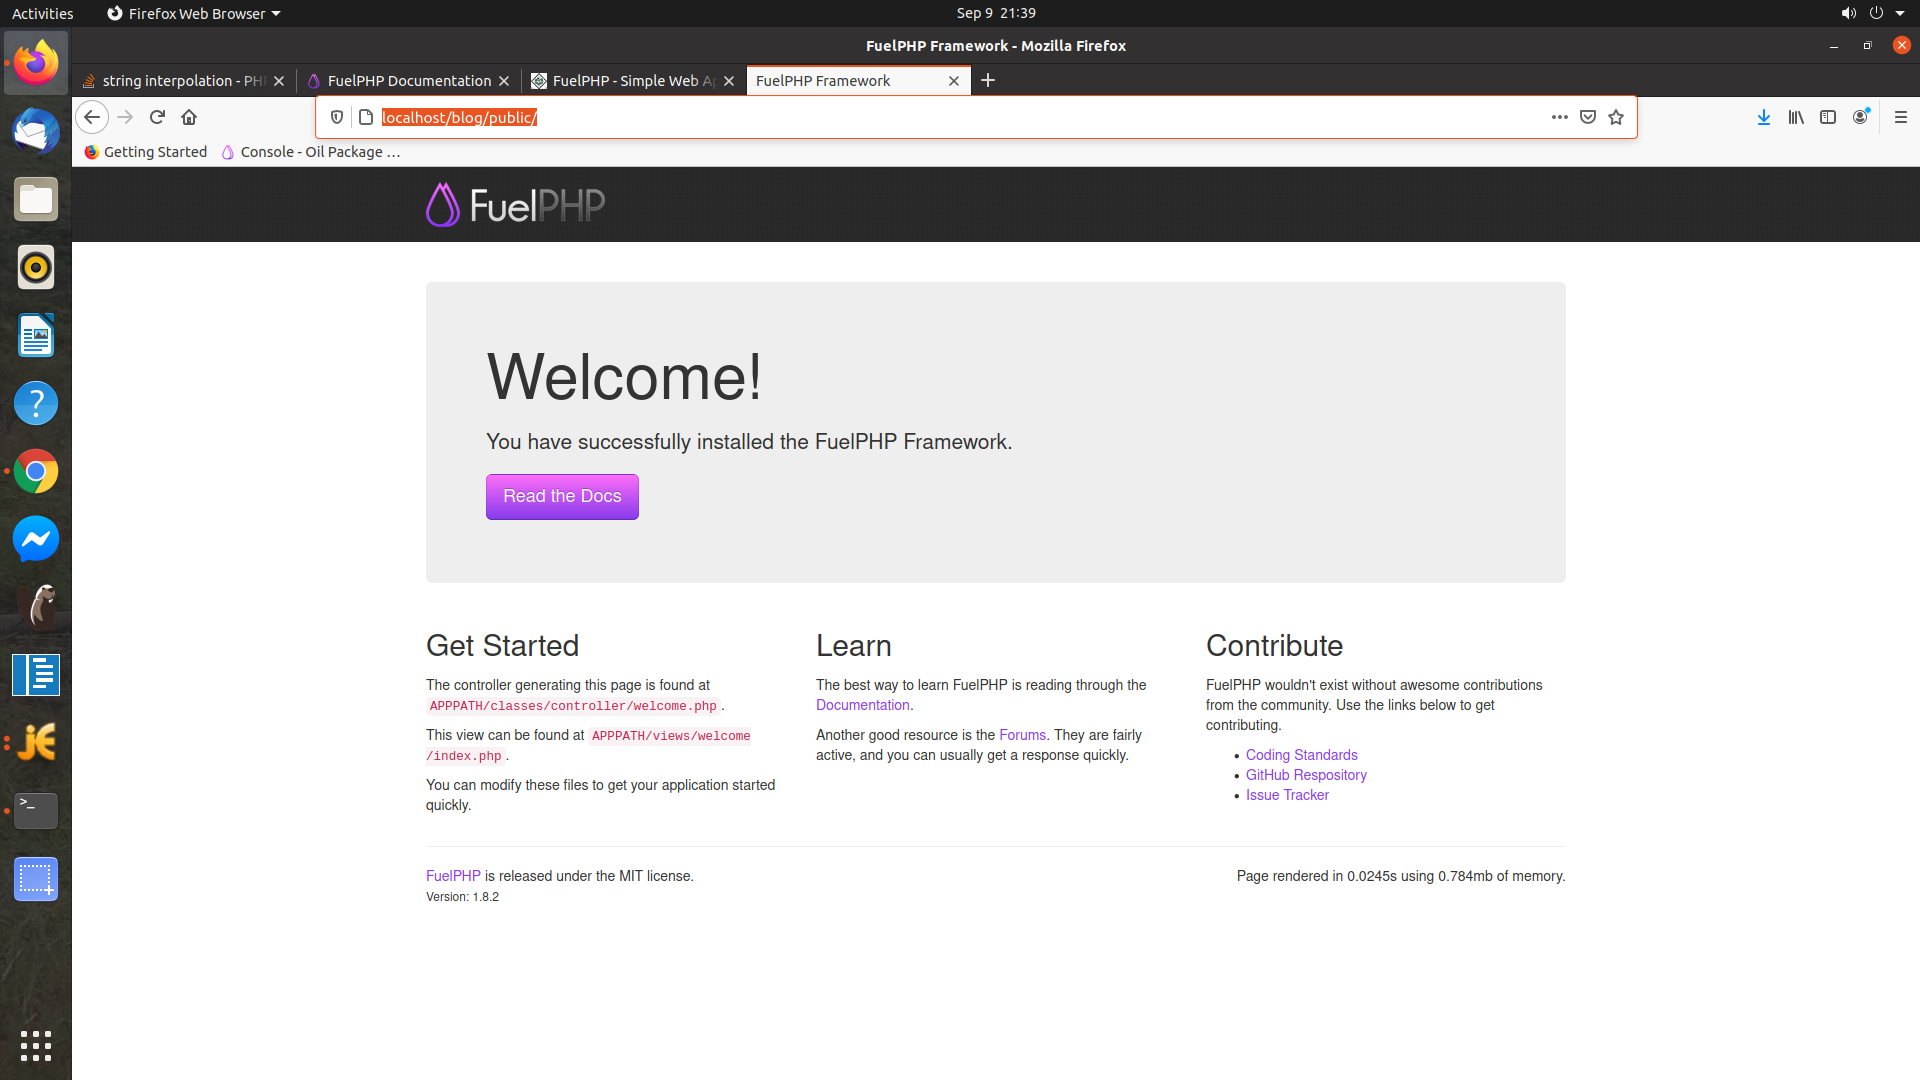 Activities
Firefox Web Browser
Sep 9 21:39
FuelPHP Framework - Mozilla Firefox
string interpolation - PH
FuelPHP Documentation
FuelPHP - Simple Web A
FuelPHP Framework
localhost/blog/public/
Getting Started
Console - Oil Package …
FuelPHP
Welcome!
You have successfully installed the FuelPHP Framework.
Read the Docs
Get Started
The controller generating this page is found at
APPPATH/classes/controller/welcome.php.
This view can be found at APPPATH/views/welcome
/index.php.
You can modify these files to get your application started
quickly.
Learn
The best way to learn FuelPHP is reading through the
Documentation.
Another good resource is the Forums. They are fairly
active, and you can usually get a response quickly.
Contribute
FuelPHP wouldn't exist without awesome contributions
from the community. Use the links below to get
contributing.
• Coding Standards
• GitHub Respository
• Issue Tracker
FuelPHP is released under the MIT license.
Version: 1.8.2
Page rendered in 0.0245s using 0.784mb of memory.